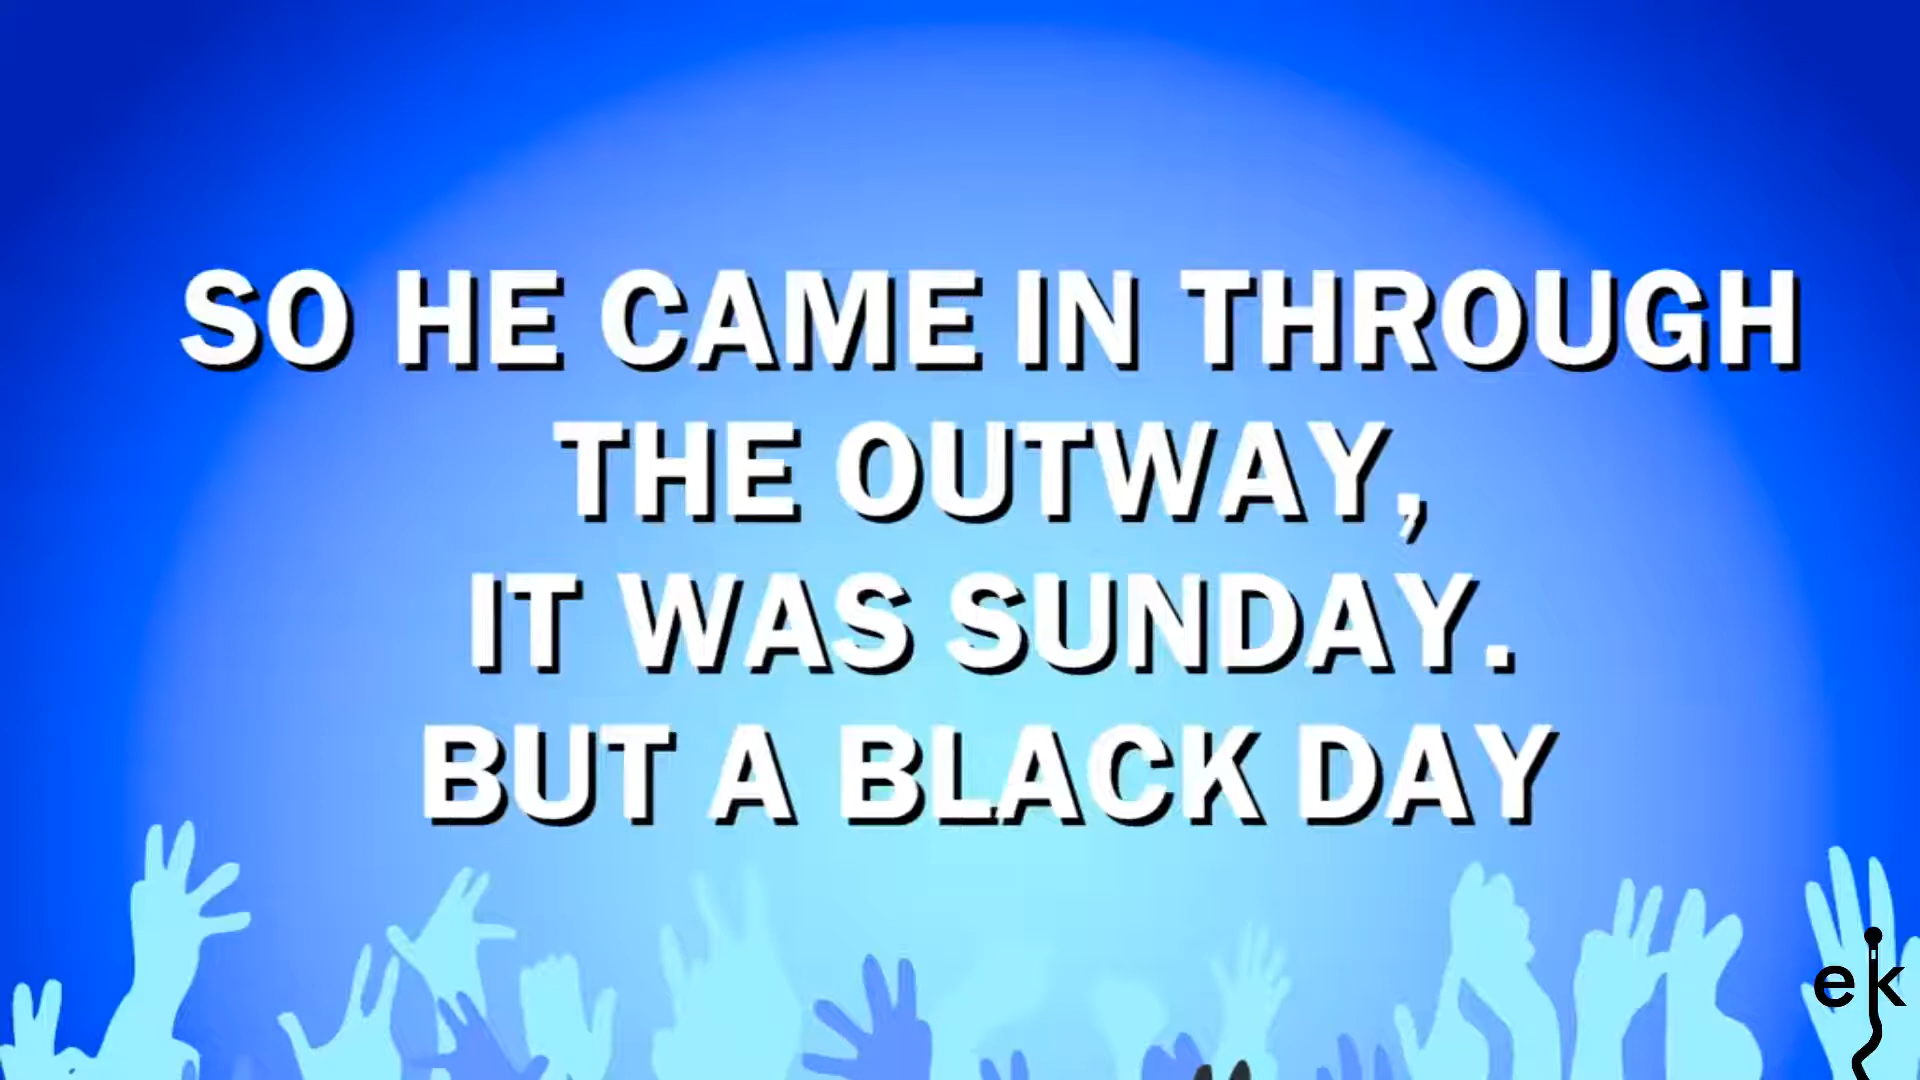 SO HE CAME IN THROUGH
THE OUTWAY,
IT WAS SUNDAY.
BUT A BLACK DAY
ek